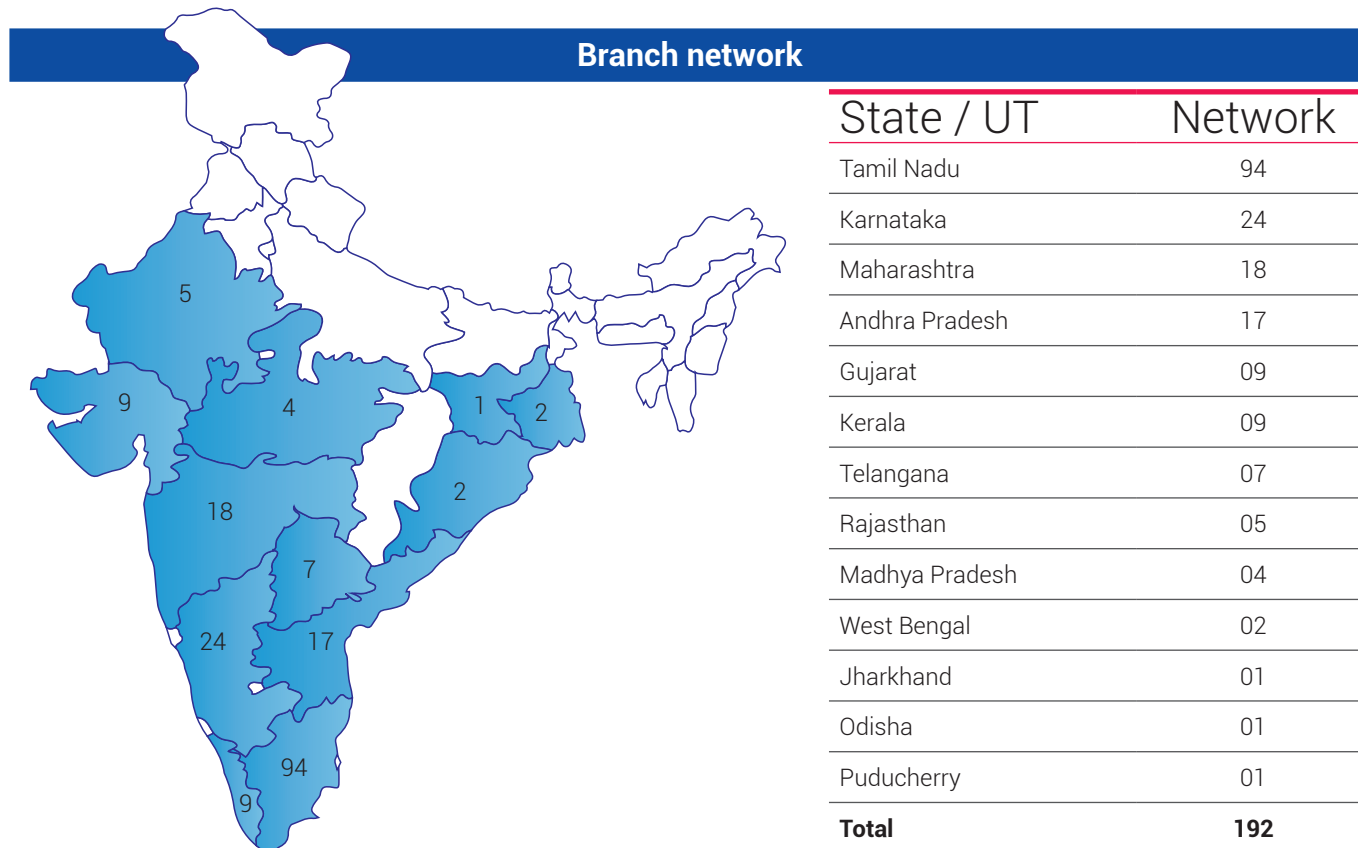 Branch network
5
9
4
1
2
2
18
7
24
17
94
9
State / UT Network
Tamil Nadu 94
Karnataka 24
Maharashtra 18
Andhra Pradesh 17
Gujarat 09
Kerala 09
Telangana 07
Rajasthan 05
Madhya Pradesh 04
West Bengal 02
Jharkhand 01
Odisha 01
Puducherry 01
Total 192